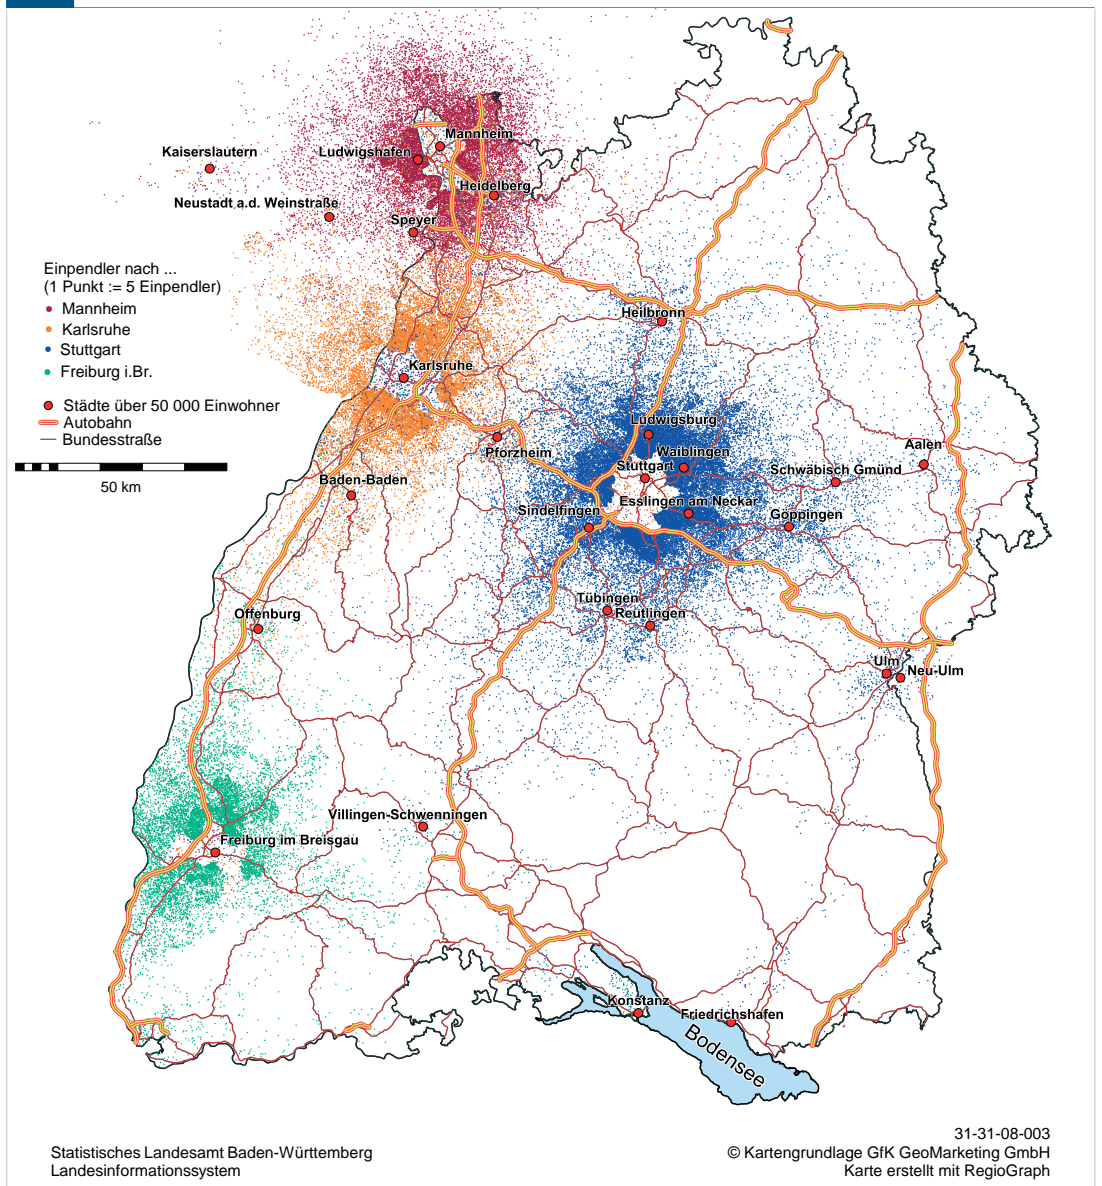 Mannheim
Kaiserslautern
Ludwigshafen
Heidelberg
Neustadt a.d. Weinstraße
Speyer
Einpendler nach ...
(1 Punkt := 5 Einpendler)
Mannheim
Karlsruhe
Stuttgart
Freiburg i.Br.
Städte über 50 000 Einwohner
Autobahn
Bundesstraße
50 km
Heilbronn
Karlsruhe
Ludwigsburg
Pforzheim
Waiblingen
Aalen
Stuttgart
Schwäbisch Gmünd
Baden-Baden
Esslingen am Neckar
Sindelfingen
Göppingen
Tübingen
Reutlingen
Offenburg
Ulm
Neu-Ulm
Villingen-Schwenningen
Freiburg im Breisgau
Konstanz
Friedrichshafen
Bodensee
31-31-08-003
Statistisches Landesamt Baden-Württemberg
© Kartengrundlage GfK GeoMarketing GmbH
Landesinformationssystem
Karte erstellt mit RegioGraph